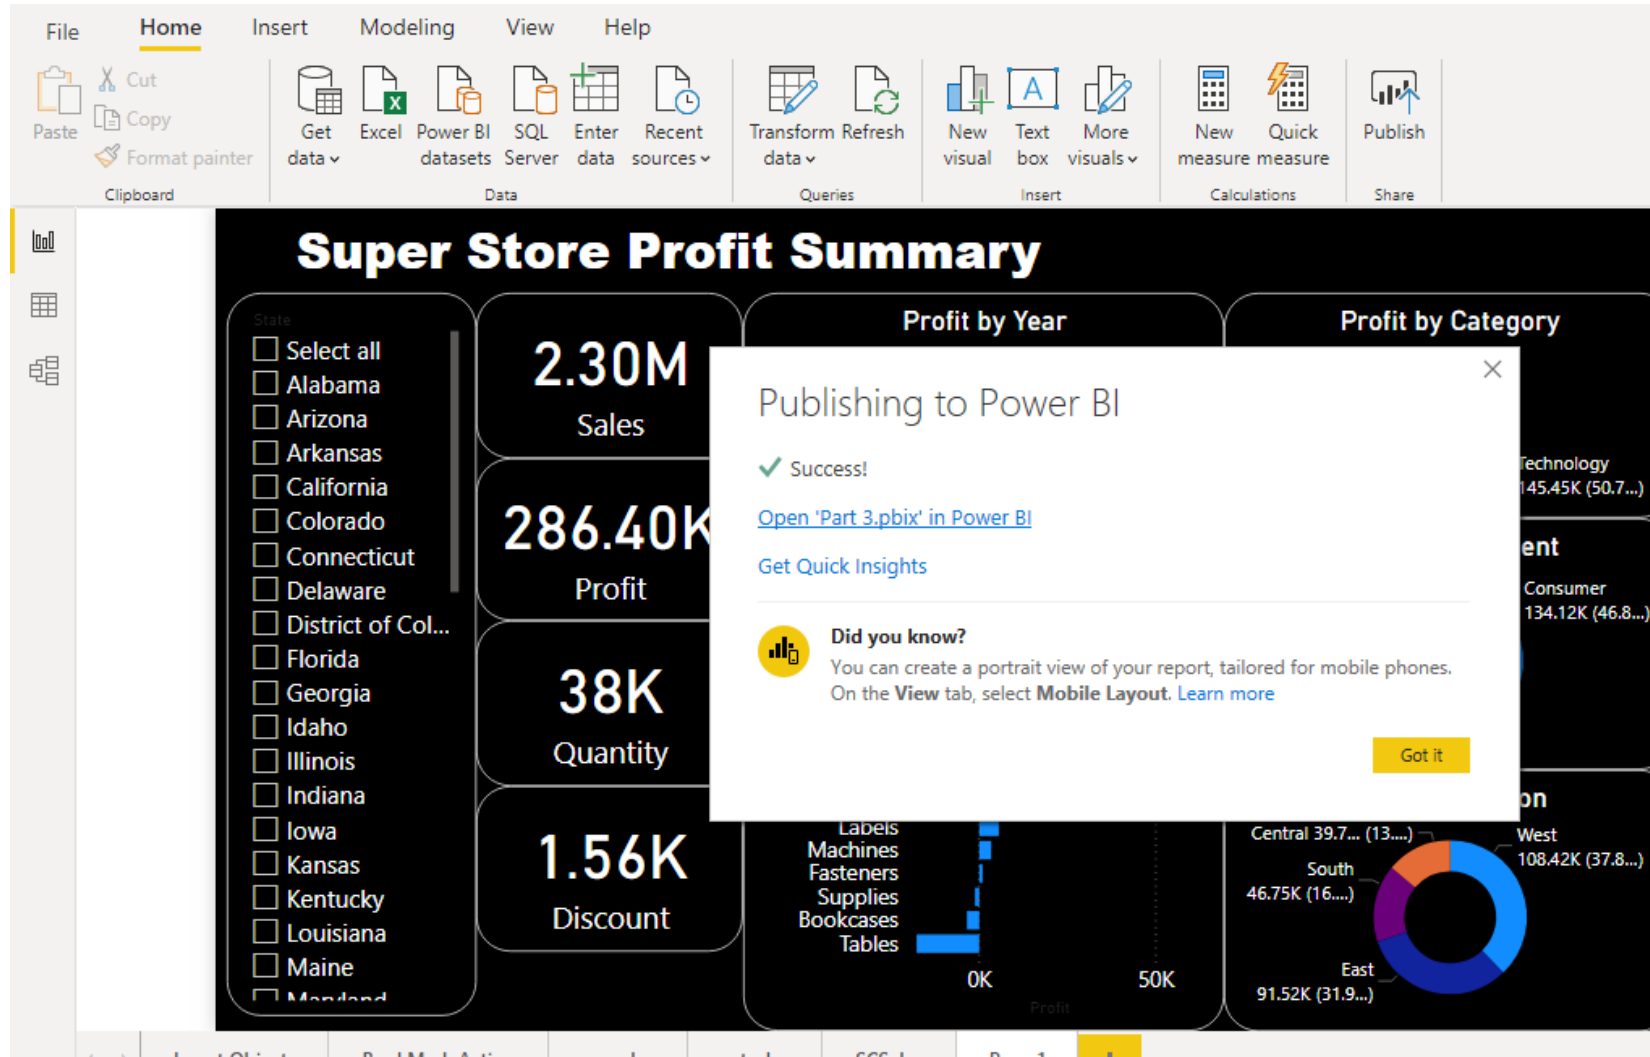 File Home Insert Modeling View Help
Paste
Cut
Copy
Format painter
Clipboard
Get data
Excel
Power BI datasets
SQL Server
Enter data
Recent sources
Data
Transform data
Refresh
Queries
New visual
Text box
More visuals
Insert
New measure
Quick measure
Calculations
Publish
Share
Super Store Profit Summary
State
Select all
Alabama
Arizona
Arkansas
California
Colorado
Connecticut
Delaware
District of Col...
Florida
Georgia
Idaho
Illinois
Indiana
Iowa
Kansas
Kentucky
Louisiana
Maine
Maryland
2.30M
Sales
286.40K
Profit
38K
Quantity
1.56K
Discount
Profit by Year
Profit by Category
Publishing to Power BI
Success!
Open 'Part 3.pbix' in Power BI
Get Quick Insights
Did you know?
You can create a portrait view of your report, tailored for mobile phones.
On the View tab, select Mobile Layout. Learn more
Got it
Technology
145.45K (50.7...)
ent
Consumer
134.12K (46.8...)
Labels
Machines
Fasteners
Supplies
Bookcases
Tables
0K 50K
Profit
on
Central 39.7... (13....)
West
108.42K (37.8...)
South
46.75K (16....)
East
91.52K (31.9...)